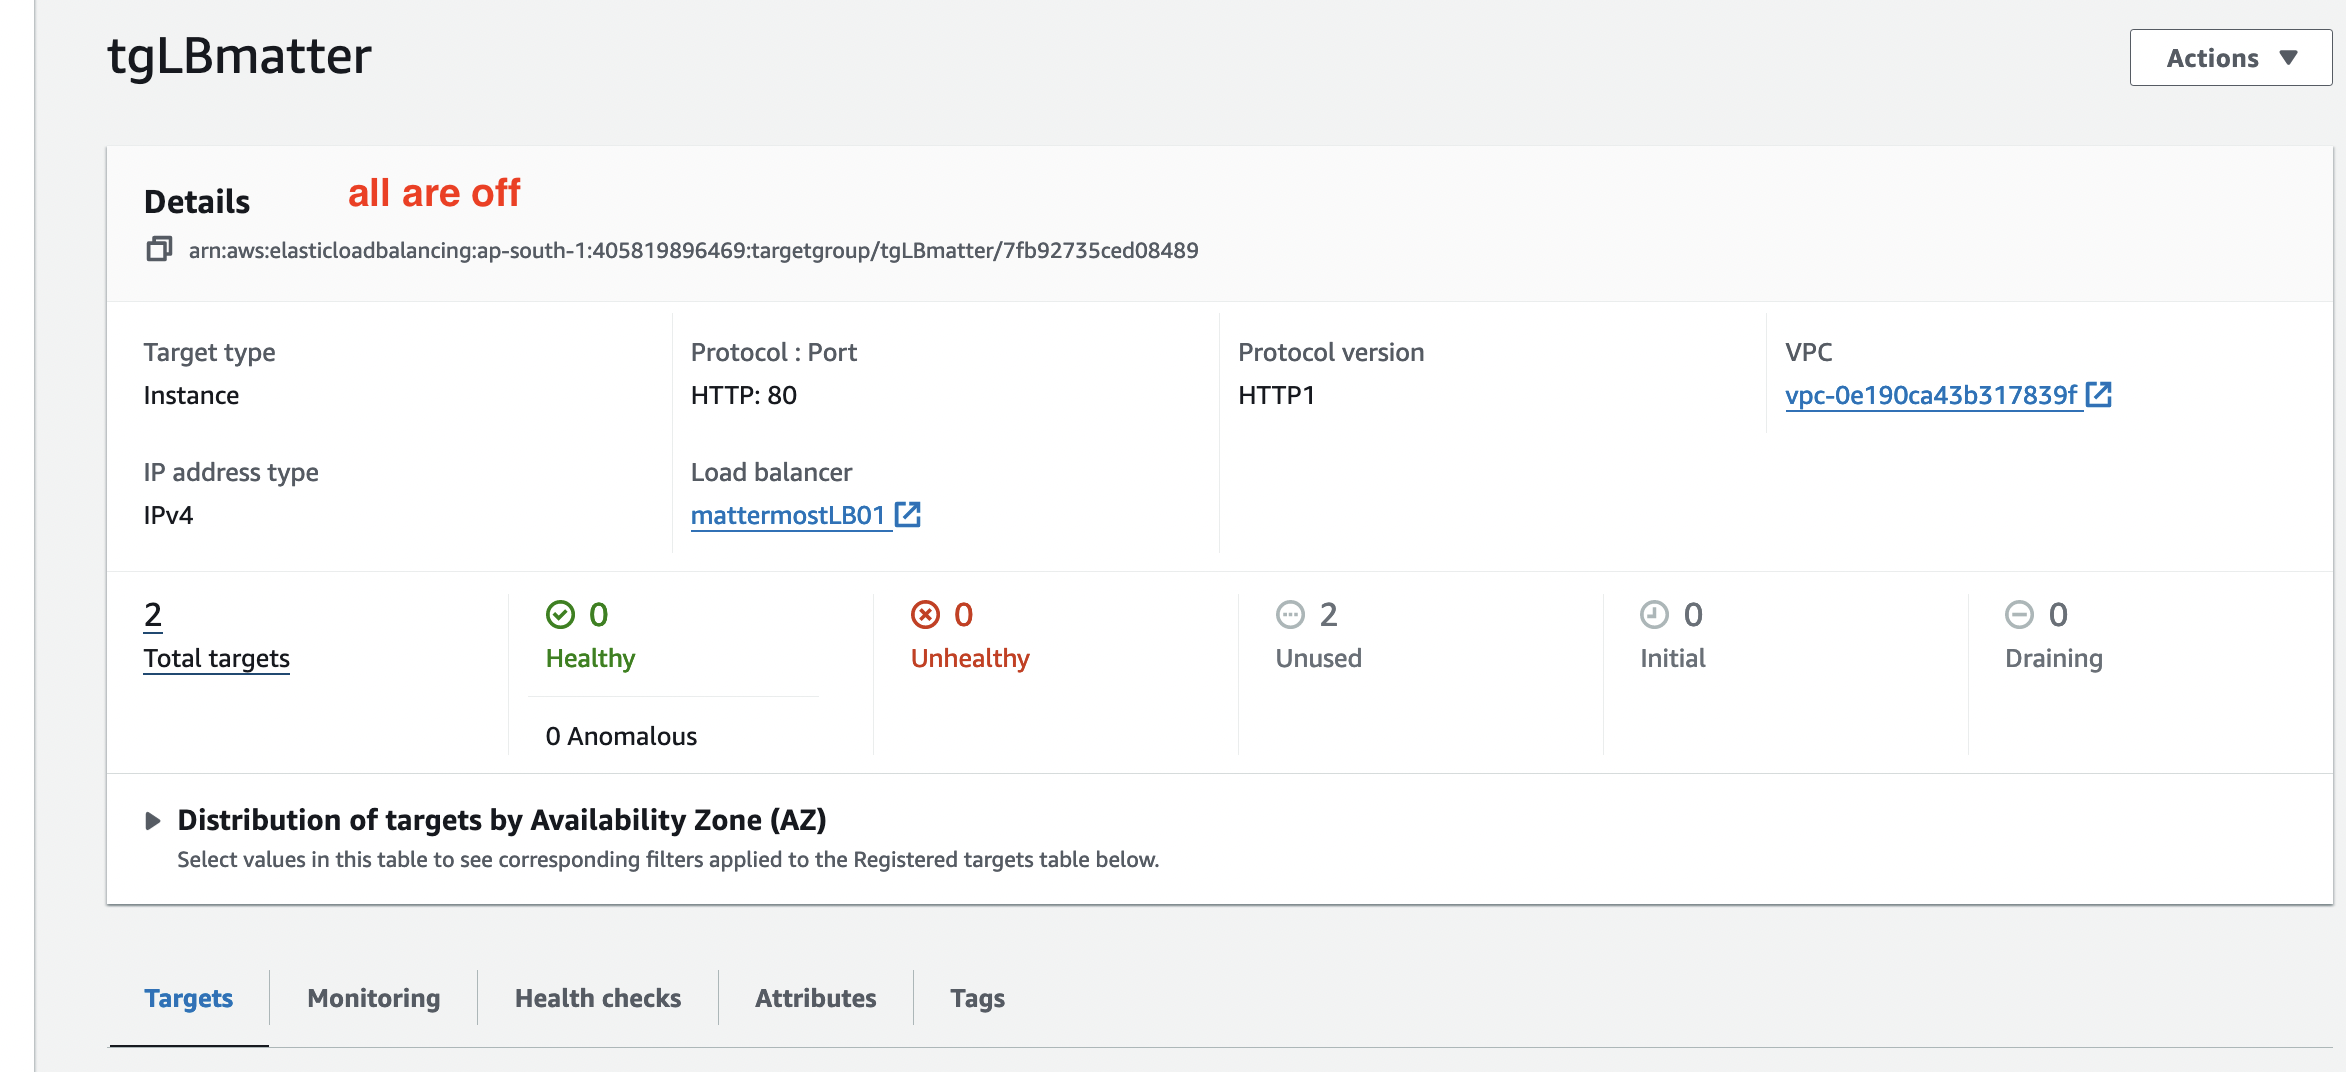 tgLBmatter
Actions
Details
all are off
arn:aws:elasticloadbalancing:ap-south-1:405819896469:targetgroup/tgLBmatter/7fb92735ced08489
Target type
Instance
Protocol : Port
HTTP: 80
Protocol version
HTTP1
VPC
vpc-0e190ca43b317839f
IP address type
IPv4
Load balancer
mattermostLB01
2
Total targets
0
Healthy
0 Anomalous
0
Unhealthy
2
Unused
0
Initial
0
Draining
Distribution of targets by Availability Zone (AZ)
Select values in this table to see corresponding filters applied to the Registered targets table below.
Targets
Monitoring
Health checks
Attributes
Tags